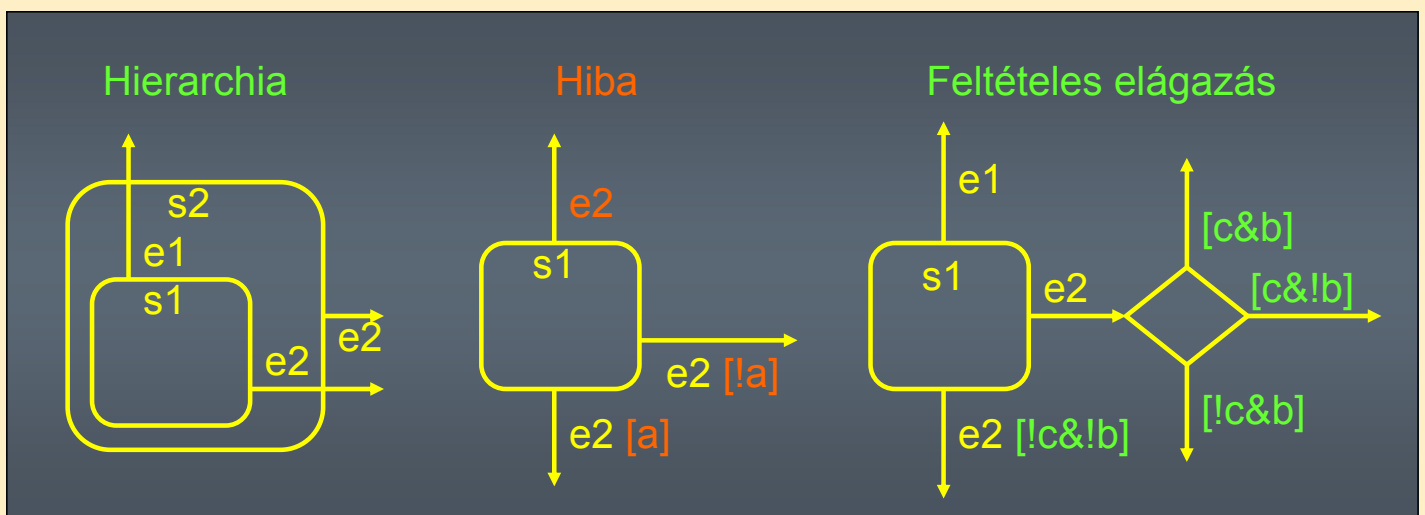 Hierarchia
s2
e1
s1
e2
e2
Hiba
e2
s1
e2 [!a]
e2 [a]
Feltételes elágazás
e1
s1
e2
[c&b]
[c&!b]
[!c&b]
e2 [!c&!b]